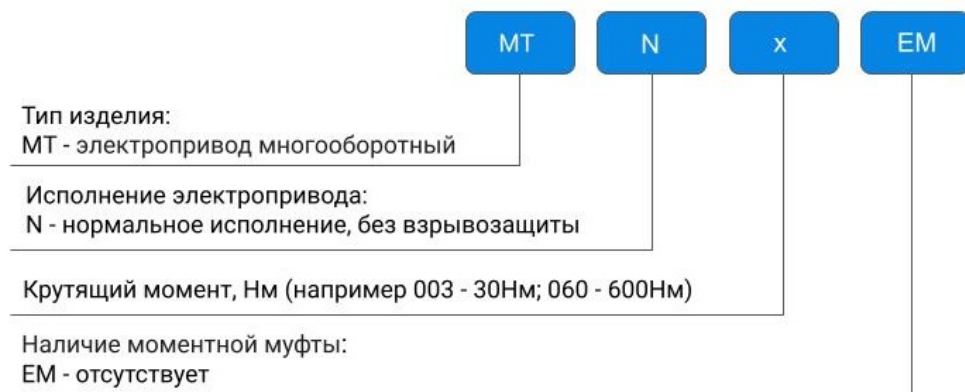 MT N x EM
Тип изделия:
МТ - электропривод многооборотный
Исполнение электропривода:
N - нормальное исполнение, без взрывозащиты
Крутящий момент, Нм (например 003 - 30Нм; 060 - 600Нм)
Наличие моментной муфты:
EM - отсутствует